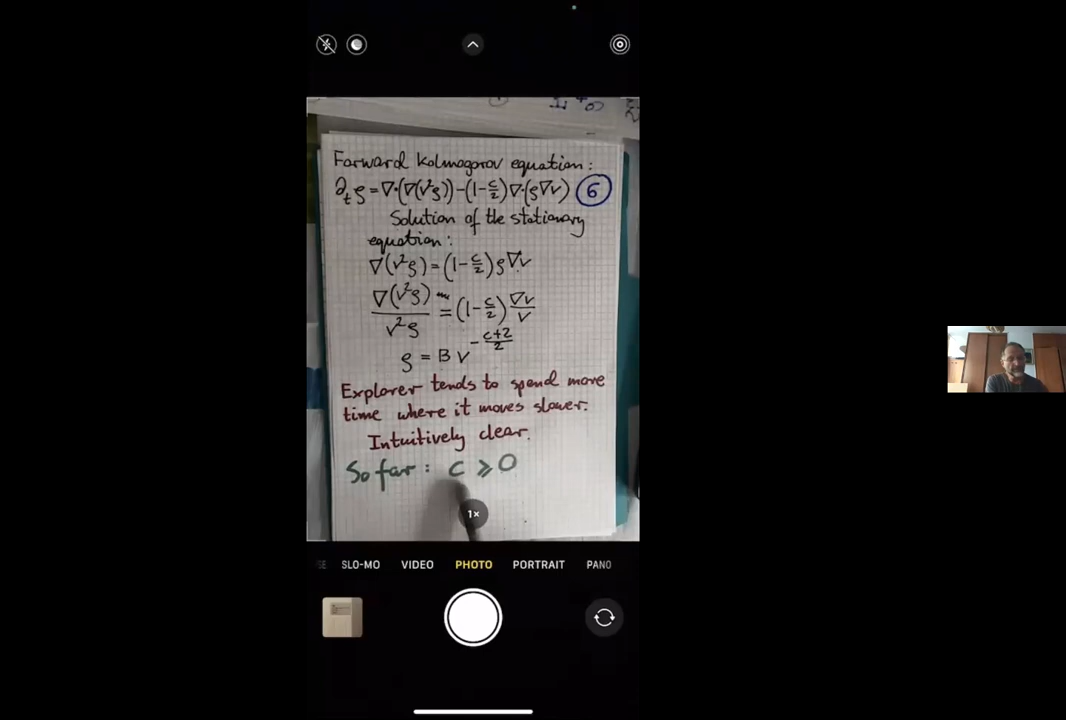 Forward Kolmogorov equation:
∂ₜϱ = ∇·(∇(v²ϱ)) − (1 − c/2)∇·(ϱ∇v) 6
Solution of the stationary
equation:
∇(v²ϱ) = (1 − c/2)ϱ∇v
∇(v²ϱ)/v²ϱ = (1 − c/2) ∇v/v
ϱ = B v^(−(c+2)/2)
Explorer tends to spend more
time where it moves slower.
Intuitively clear.
So far: c ⩾ 0
1×
SLO-MO VIDEO PHOTO PORTRAIT PANO